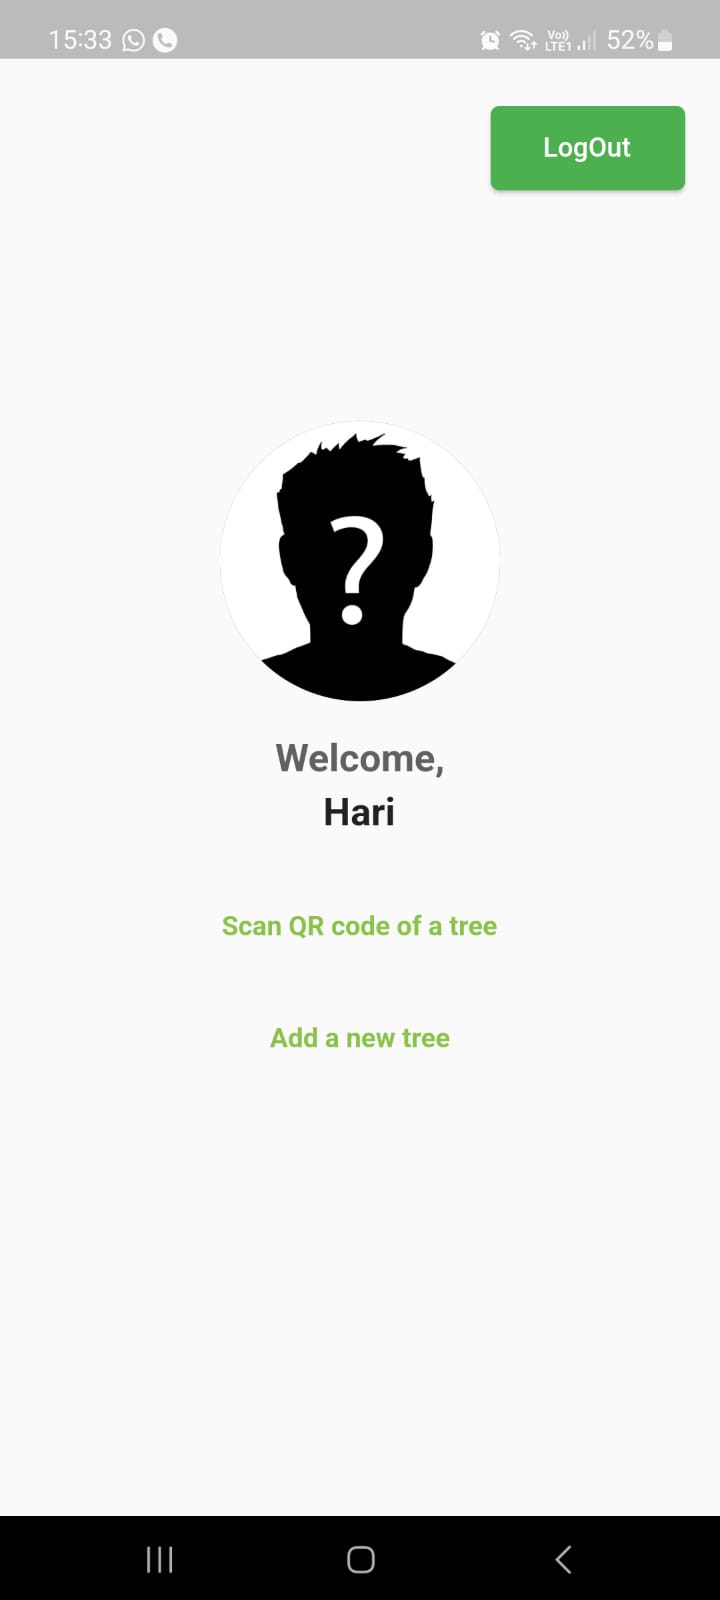 15:33
Vo))
LTE1
52%
LogOut
?
Welcome,
Hari
Scan QR code of a tree
Add a new tree